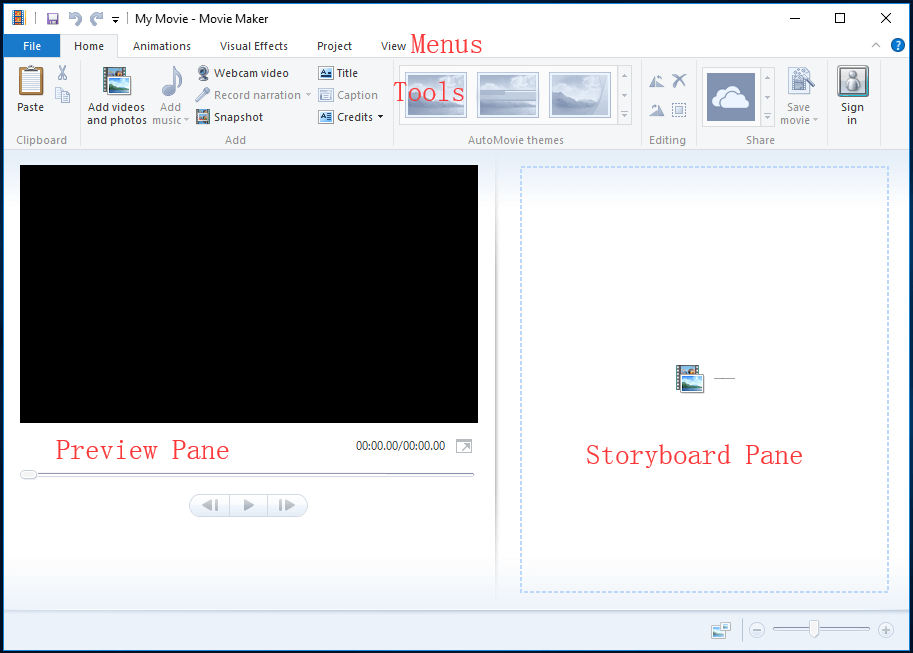 My Movie - Movie Maker
File Home Animations Visual Effects Project View Menus
Paste
Clipboard
Add videos
and photos
Add
music
Webcam video
Record narration
Snapshot
Title
Caption
Credits
Add
Tools
AutoMovie themes
Editing
Save
movie
Share
Sign
in
00:00.00/00:00.00
Preview Pane
Storyboard Pane